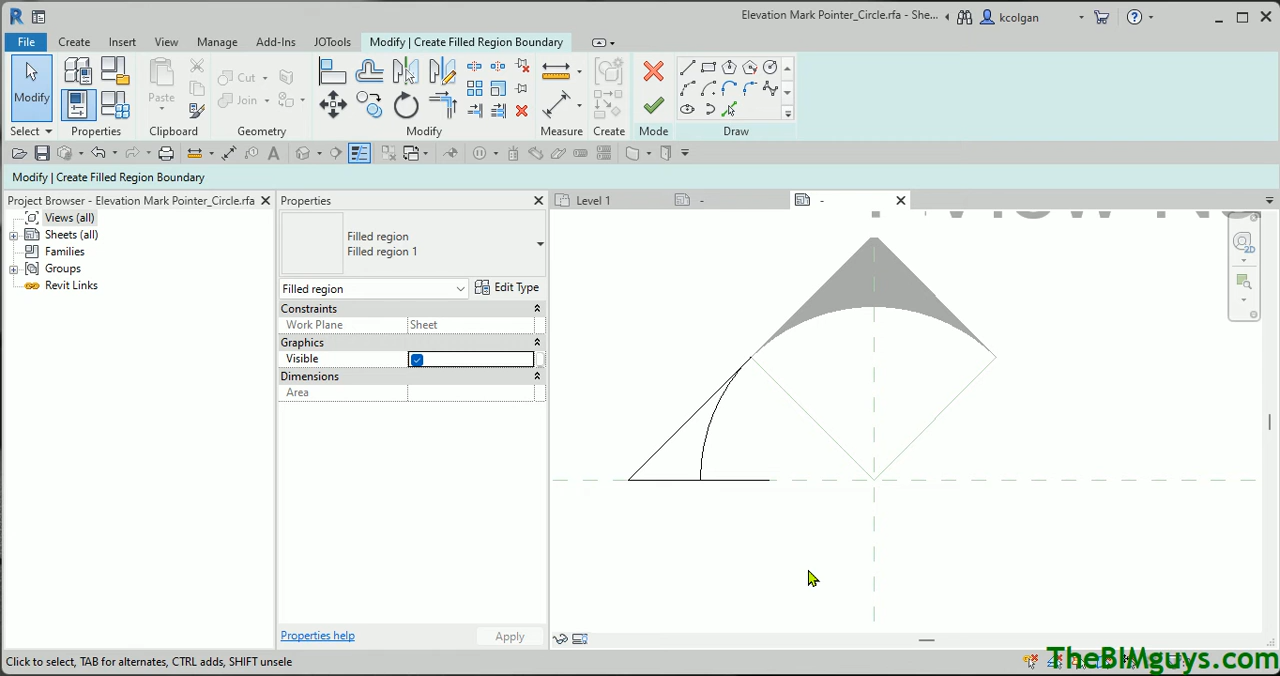 Elevation Mark Pointer_Circle.rfa - She...
kcolgan
File
Create
Insert
View
Manage
Add-Ins
JOTools
Modify | Create Filled Region Boundary
Modify
Paste
Cut
Join
Select
Properties
Clipboard
Geometry
Modify
Measure
Create
Mode
Draw
Modify | Create Filled Region Boundary
Project Browser - Elevation Mark Pointer_Circle.rfa
Views (all)
Sheets (all)
Families
Groups
Revit Links
Properties
Filled region
Filled region 1
Filled region
Edit Type
Constraints
Work Plane
Sheet
Graphics
Visible
Dimensions
Area
Properties help
Apply
Level 1
-
-
2D
Click to select, TAB for alternates, CTRL adds, SHIFT unsele
TheBIMguys.com